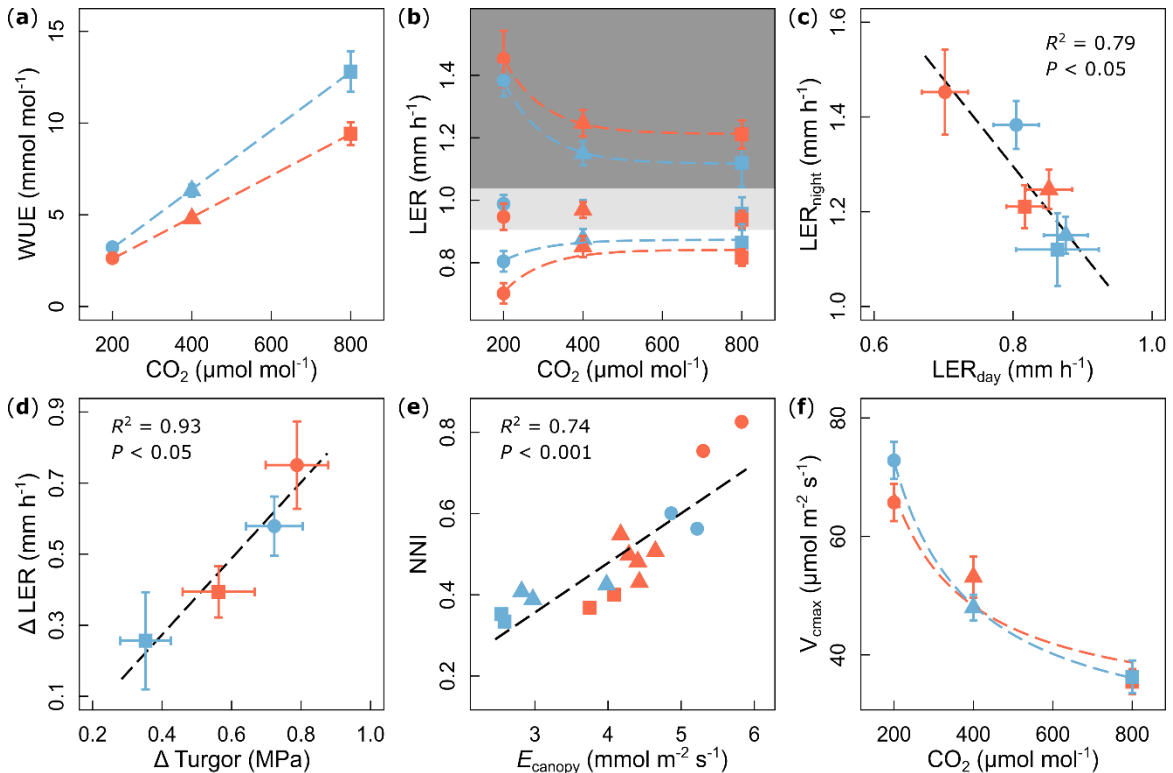 (a)
15
10
5
0
WUE (mmol mol⁻¹)
200 400 600 800
CO₂ (μmol mol⁻¹)
(b)
1.4
1.2
1.0
0.8
LER (mm h⁻¹)
200 400 600 800
CO₂ (μmol mol⁻¹)
(c)
R² = 0.79
P < 0.05
1.6
1.4
1.2
1.0
LERnight (mm h⁻¹)
0.6 0.8 1.0
LERday (mm h⁻¹)
(d)
R² = 0.93
P < 0.05
0.9
0.7
0.5
0.3
0.1
Δ LER (mm h⁻¹)
0.2 0.4 0.6 0.8 1.0
Δ Turgor (MPa)
(e)
R² = 0.74
P < 0.001
0.8
0.6
0.4
0.2
NNI
3 4 5 6
Ecanopy (mmol m⁻² s⁻¹)
(f)
80
60
40
Vcmax (μmol m⁻² s⁻¹)
200 400 600 800
CO₂ (μmol mol⁻¹)